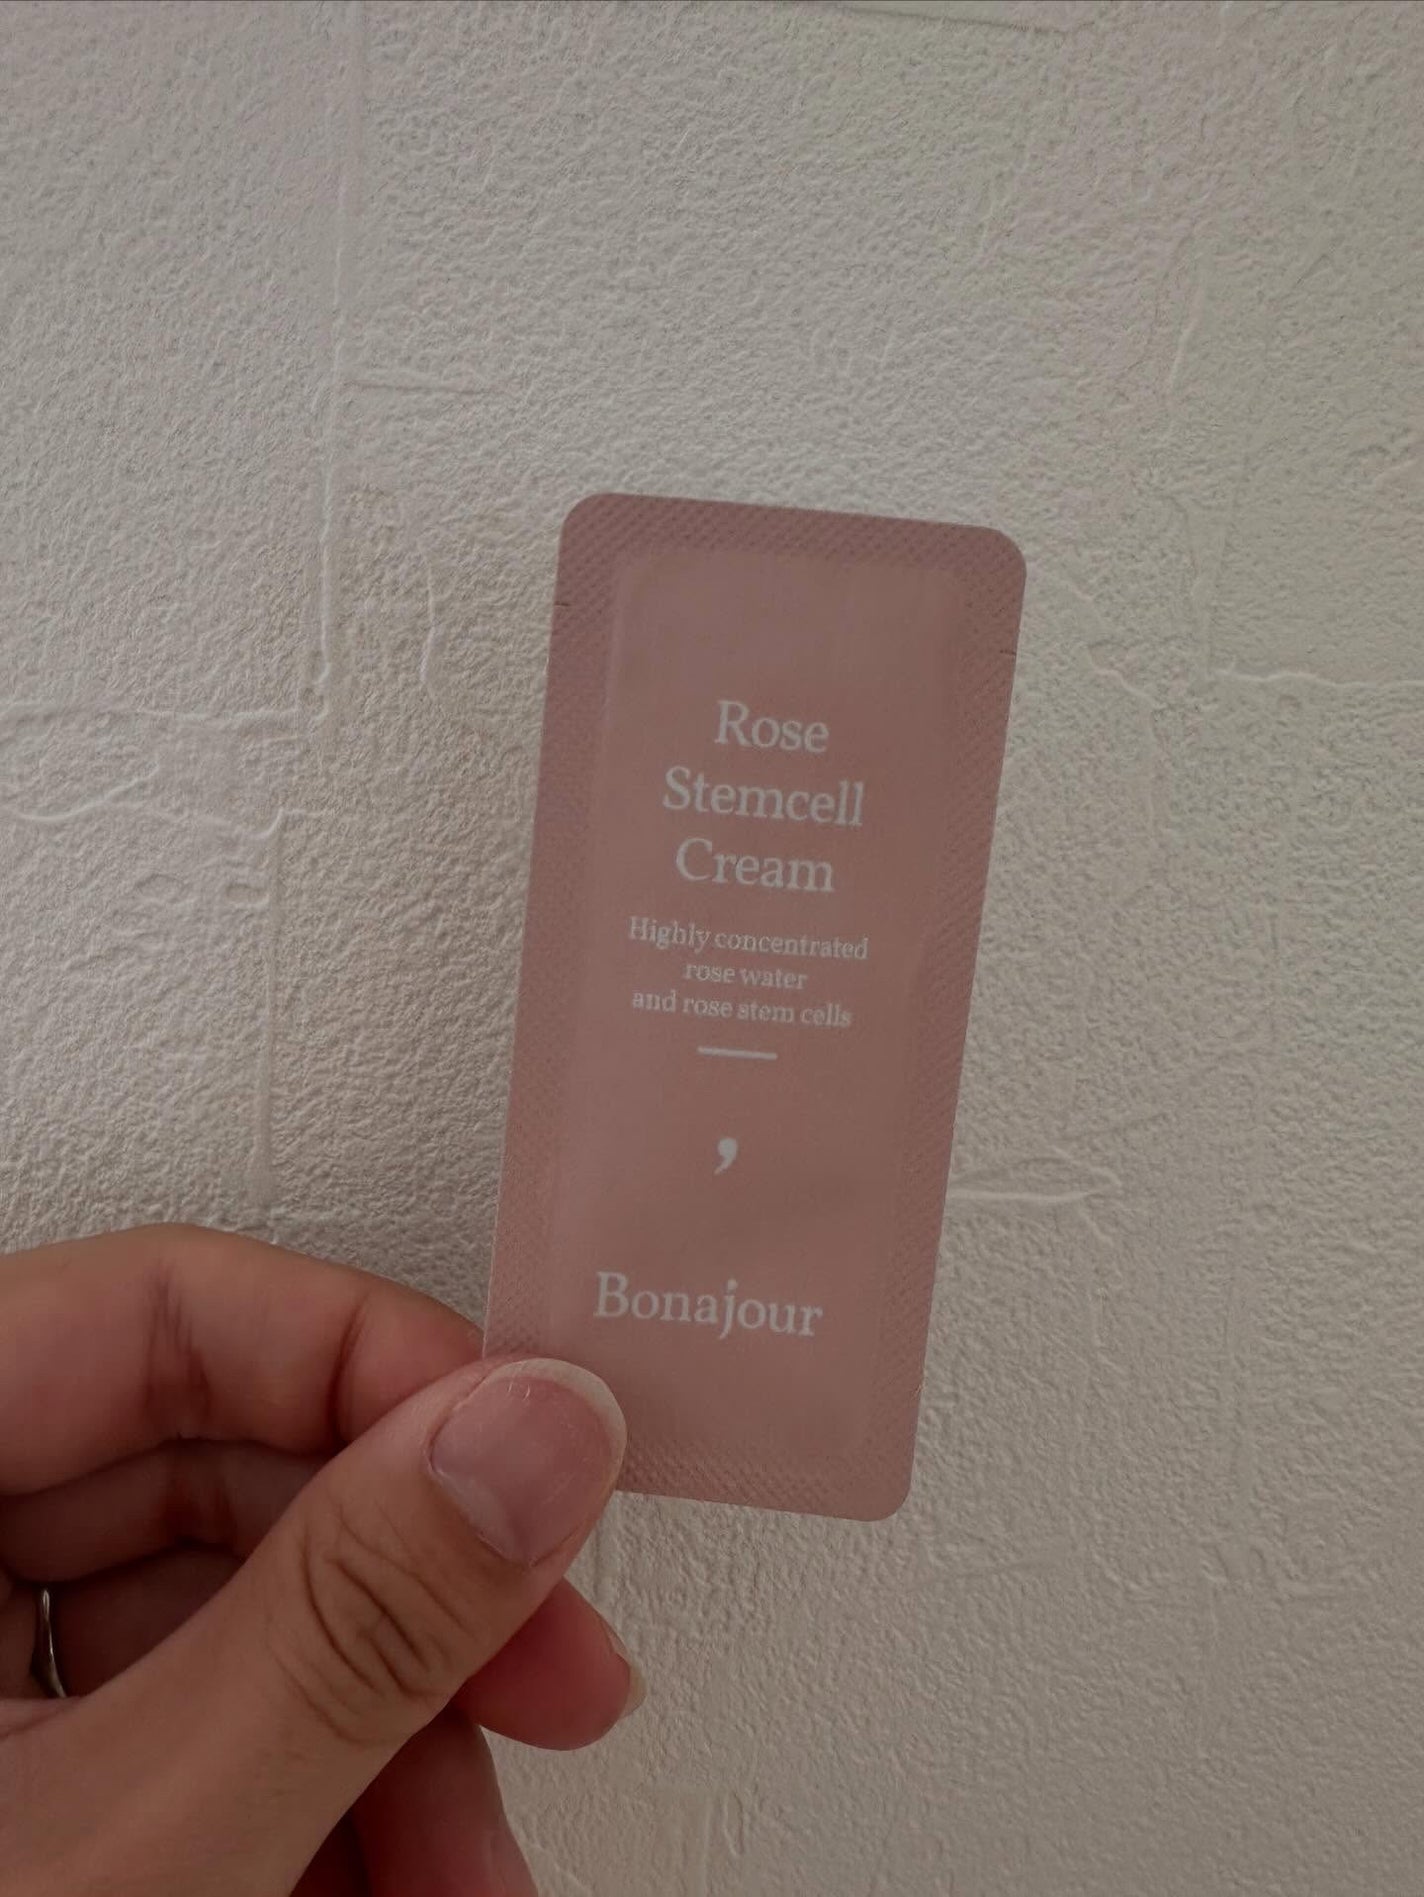 Rose
Stemcell
Cream
Highly concentrated
rose water
and rose stem cells
,
Bonajour